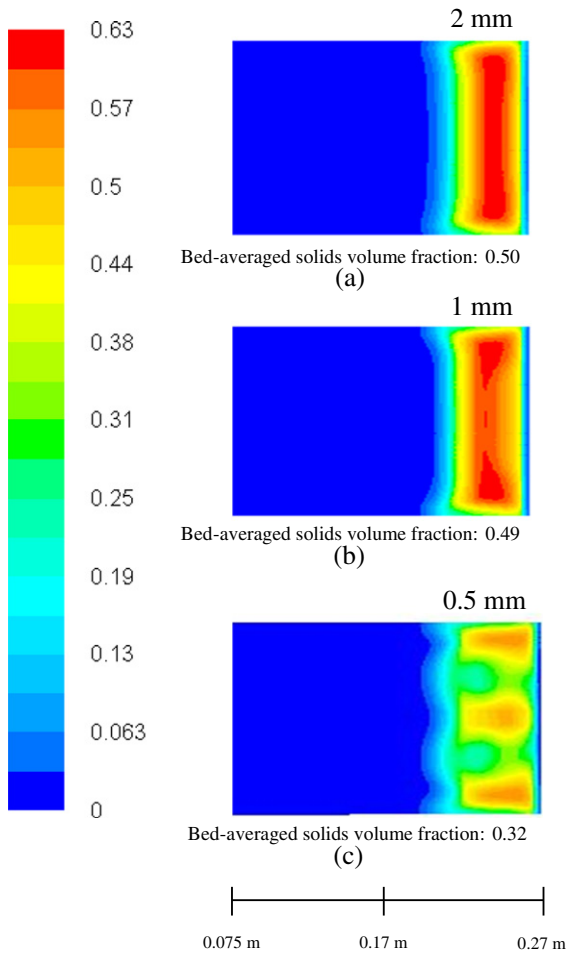 0.63
0.57
0.5
0.44
0.38
0.31
0.25
0.19
0.13
0.063
0
2 mm
Bed-averaged solids volume fraction: 0.50
(a)
1 mm
Bed-averaged solids volume fraction: 0.49
(b)
0.5 mm
Bed-averaged solids volume fraction: 0.32
(c)
0.075 m
0.17 m
0.27 m